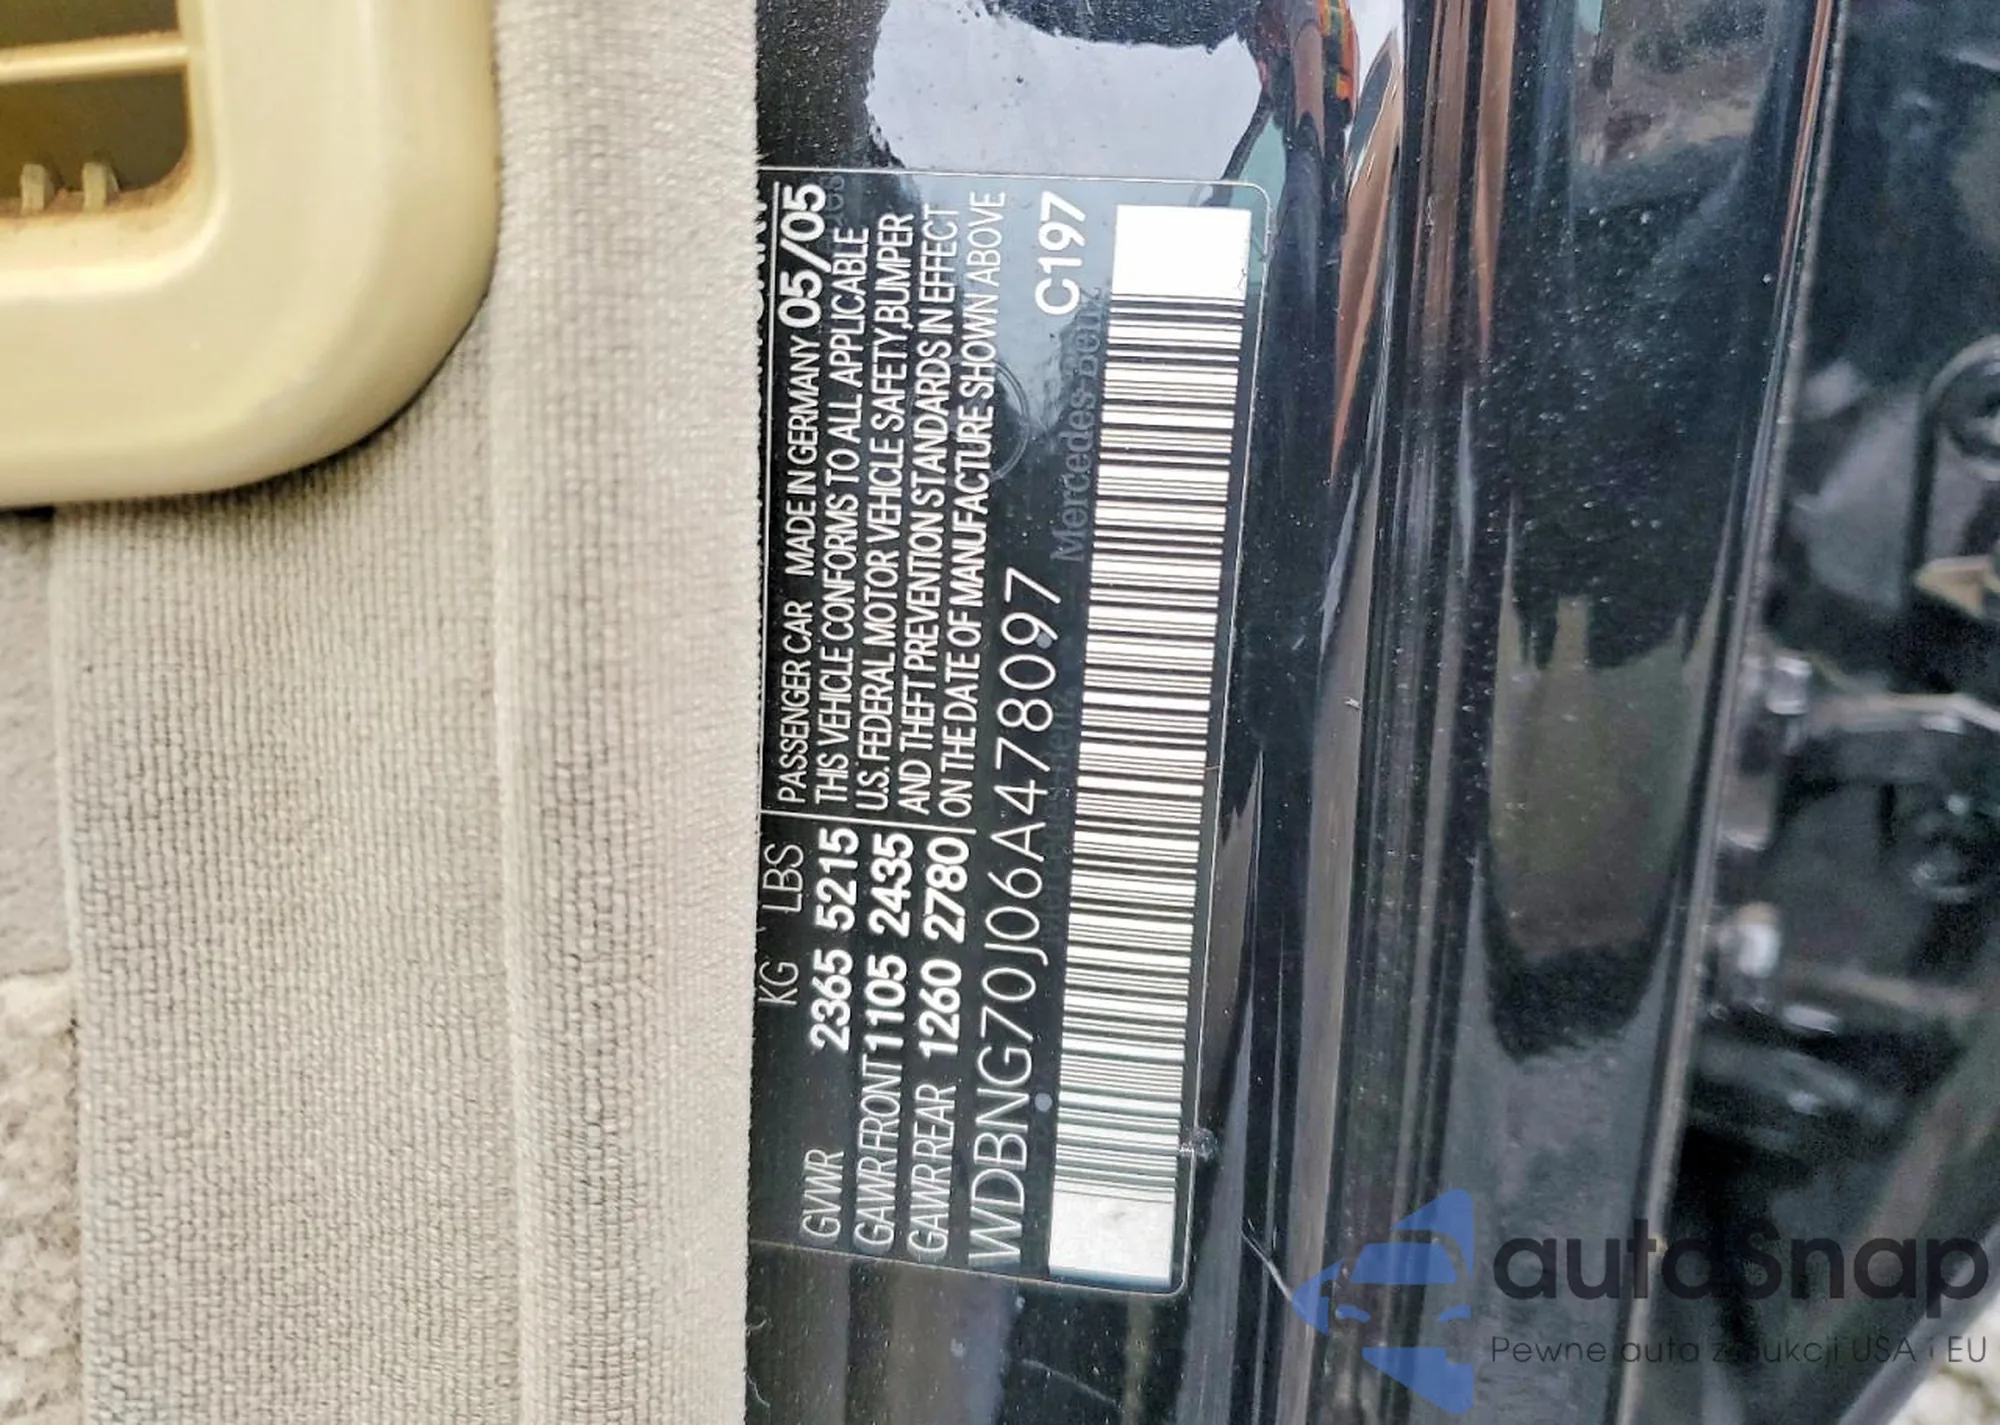 KG LBS
GVWR 2365 5215
GAWR FRONT 1105 2435
GAWR REAR 1260 2780
PASSENGER CAR MADE IN GERMANY 05/05
THIS VEHICLE CONFORMS TO ALL APPLICABLE
U.S. FEDERAL MOTOR VEHICLE SAFETY,BUMPER
AND THEFT PREVENTION STANDARDS IN EFFECT
ON THE DATE OF MANUFACTURE SHOWN ABOVE
WDBNG70J06A478097
C197
Mercedes-Benz
autoSnap
Pewne auta z aukcji USA i EU